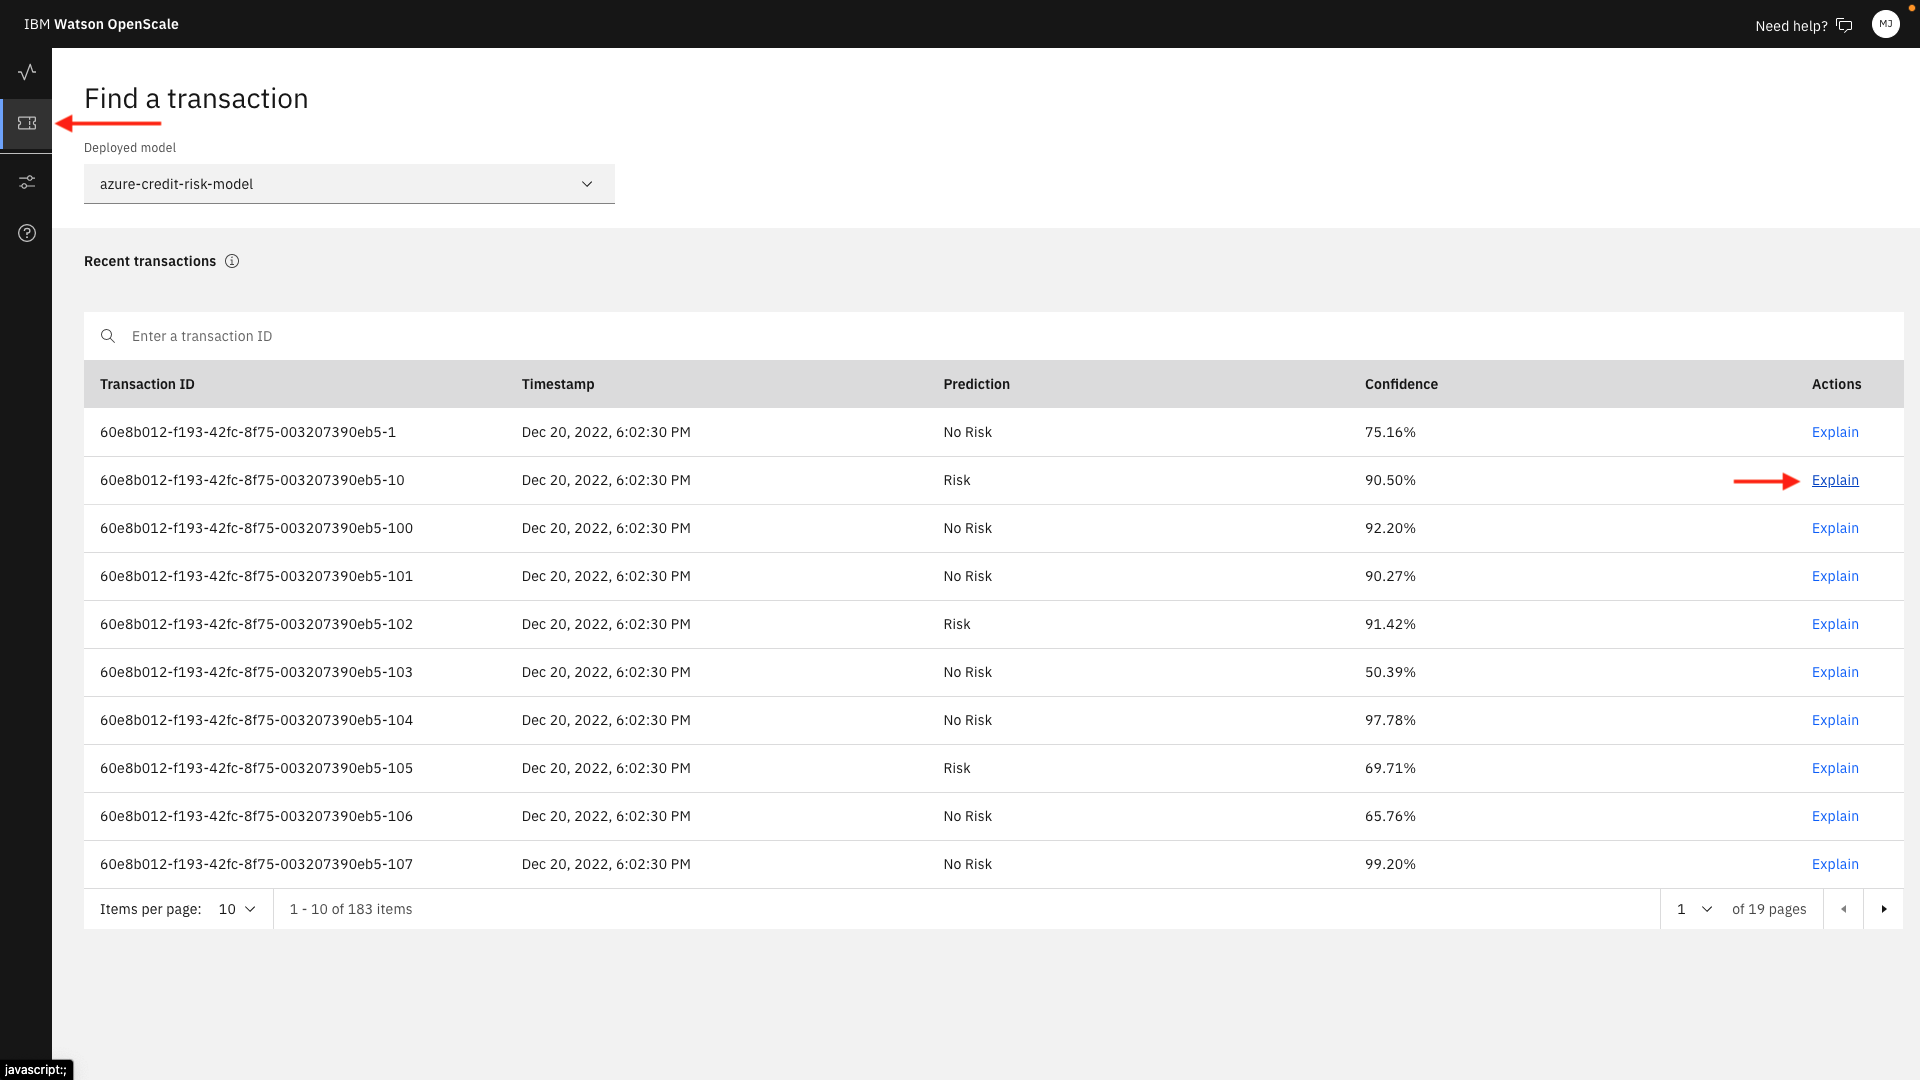 IBM Watson OpenScale
Need help?
MJ
Find a transaction
Deployed model
azure-credit-risk-model
Recent transactions
Enter a transaction ID
Transaction ID Timestamp Prediction Confidence Actions
60e8b012-f193-42fc-8f75-003207390eb5-1 Dec 20, 2022, 6:02:30 PM No Risk 75.16% Explain
60e8b012-f193-42fc-8f75-003207390eb5-10 Dec 20, 2022, 6:02:30 PM Risk 90.50% Explain
60e8b012-f193-42fc-8f75-003207390eb5-100 Dec 20, 2022, 6:02:30 PM No Risk 92.20% Explain
60e8b012-f193-42fc-8f75-003207390eb5-101 Dec 20, 2022, 6:02:30 PM No Risk 90.27% Explain
60e8b012-f193-42fc-8f75-003207390eb5-102 Dec 20, 2022, 6:02:30 PM Risk 91.42% Explain
60e8b012-f193-42fc-8f75-003207390eb5-103 Dec 20, 2022, 6:02:30 PM No Risk 50.39% Explain
60e8b012-f193-42fc-8f75-003207390eb5-104 Dec 20, 2022, 6:02:30 PM No Risk 97.78% Explain
60e8b012-f193-42fc-8f75-003207390eb5-105 Dec 20, 2022, 6:02:30 PM Risk 69.71% Explain
60e8b012-f193-42fc-8f75-003207390eb5-106 Dec 20, 2022, 6:02:30 PM No Risk 65.76% Explain
60e8b012-f193-42fc-8f75-003207390eb5-107 Dec 20, 2022, 6:02:30 PM No Risk 99.20% Explain
Items per page: 10 1 - 10 of 183 items 1 of 19 pages
javascript:;